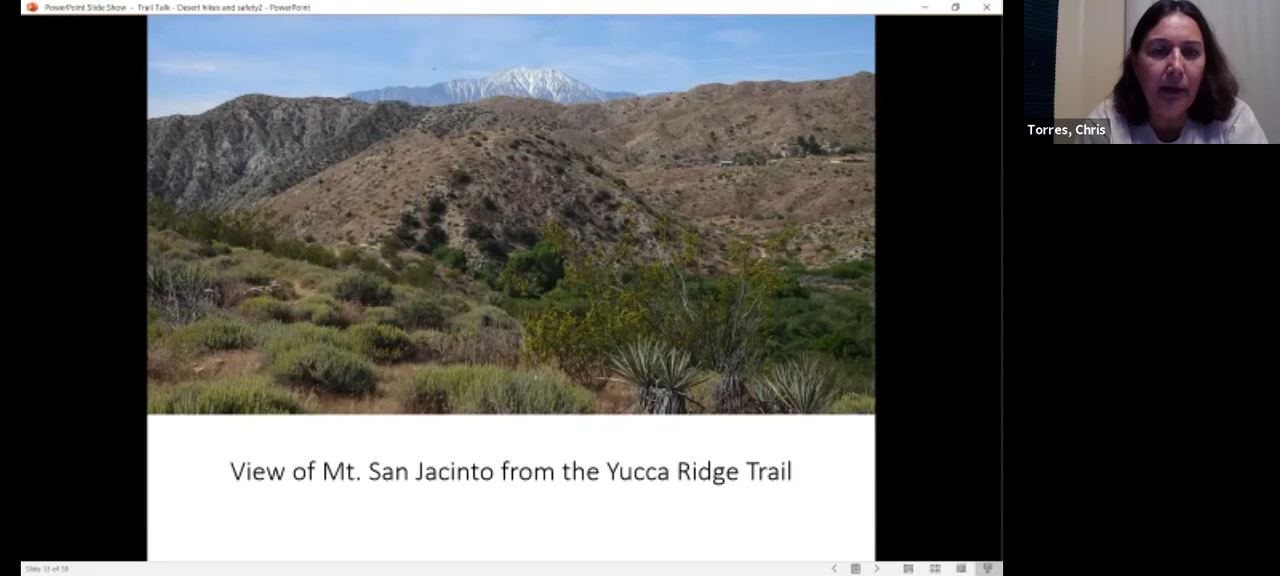 PowerPoint Slide Show - Trail Talk - Desert hikes and safety2 - PowerPoint
Torres, Chris
View of Mt. San Jacinto from the Yucca Ridge Trail